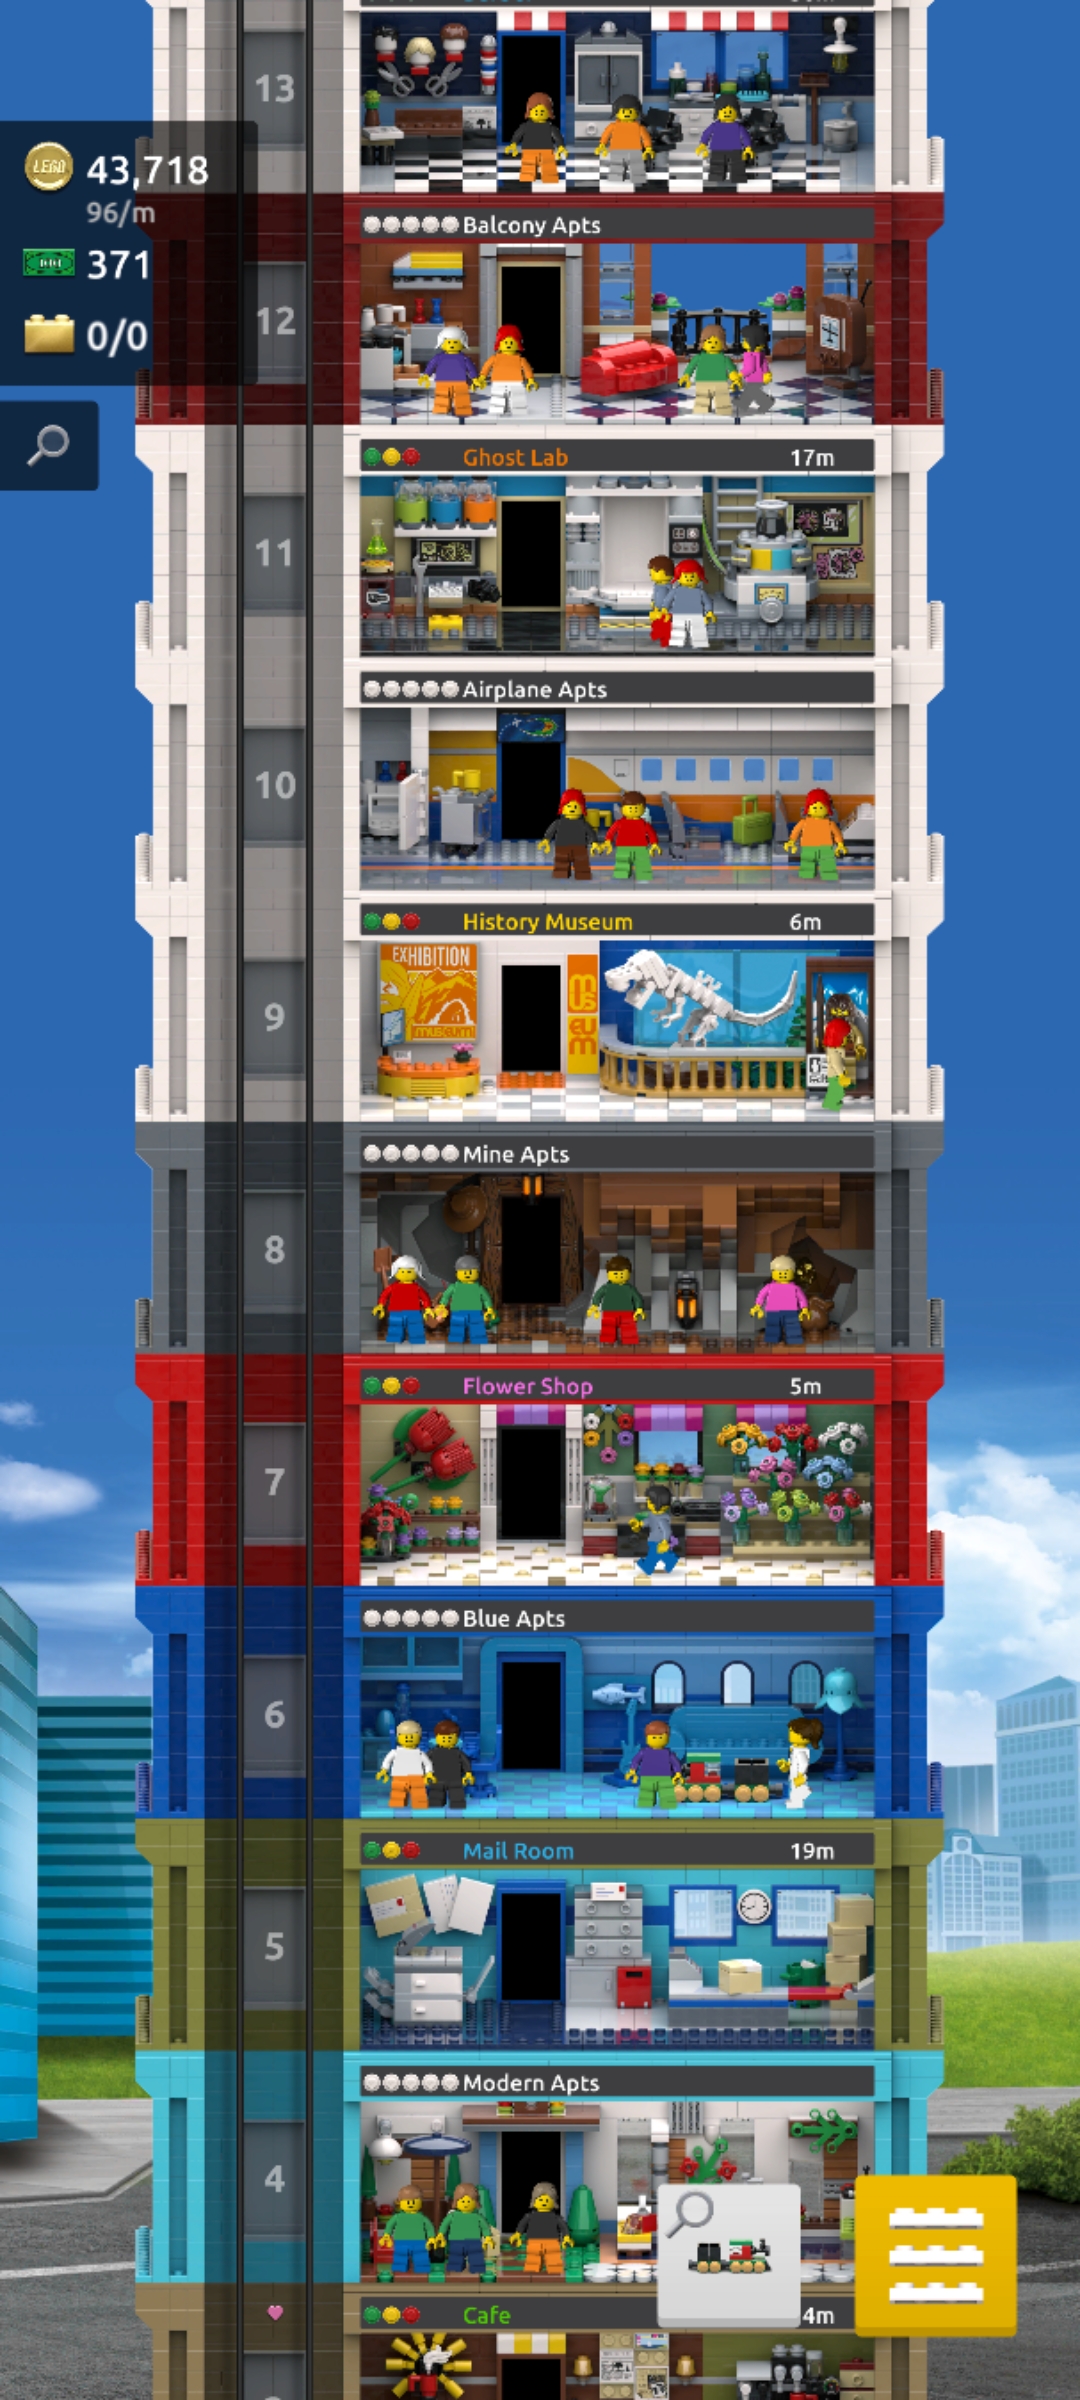 13
LEGO
43,718
96/m
371
0/0
Balcony Apts
12
Ghost Lab 17m
11
Airplane Apts
10
History Museum 6m
EXHIBITION
MUSEUM
MUSEUM
9
Mine Apts
8
Flower Shop 5m
7
Blue Apts
6
Mail Room 19m
5
Modern Apts
4
Cafe 4m